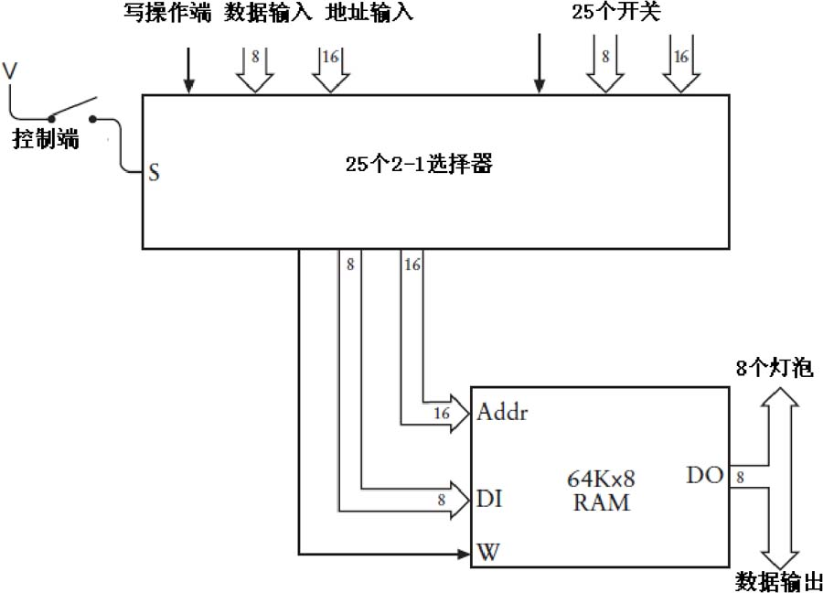 写操作端 数据输入 地址输入 25个开关
8 16 8 16
V
控制端
S
25个2-1选择器
8 16
8个灯泡
16 Addr
64Kx8
RAM
DO 8
8 DI
W
数据输出